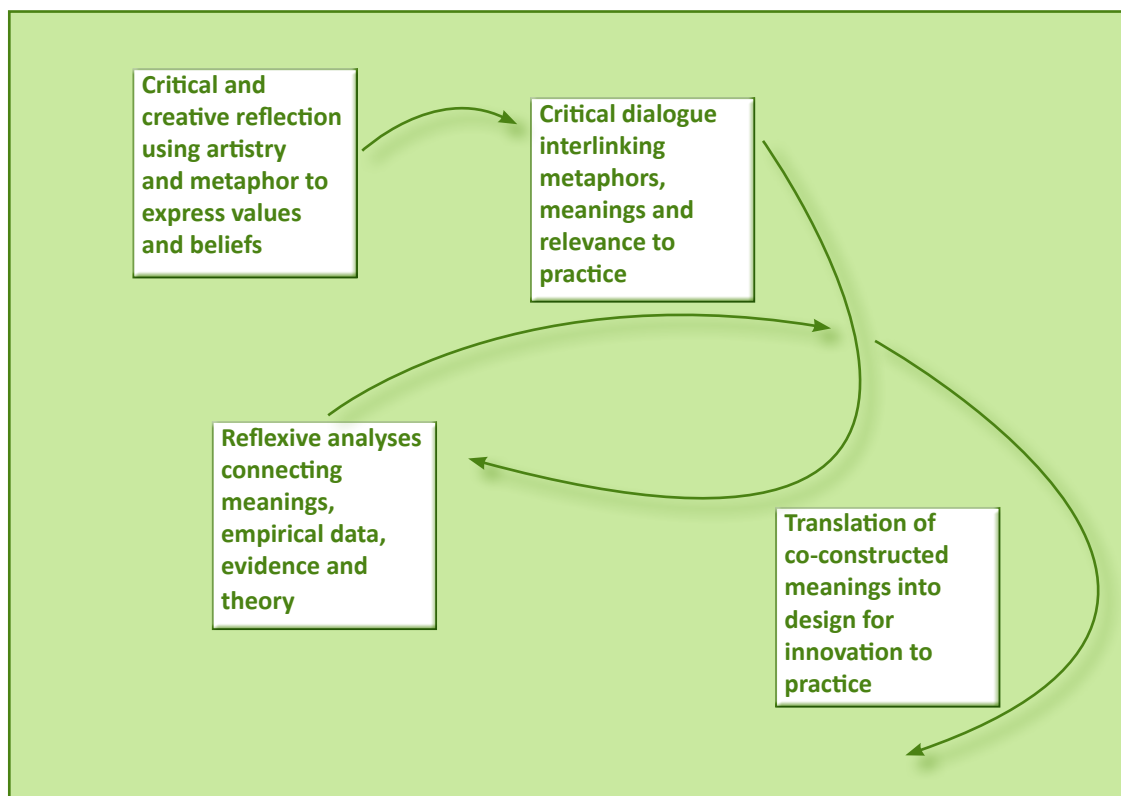 Critical and
creative reflection
using artistry
and metaphor to
express values
and beliefs
Critical dialogue
interlinking
metaphors,
meanings and
relevance to
practice
Reflexive analyses
connecting
meanings,
empirical data,
evidence and
theory
Translation of
co-constructed
meanings into
design for
innovation to
practice